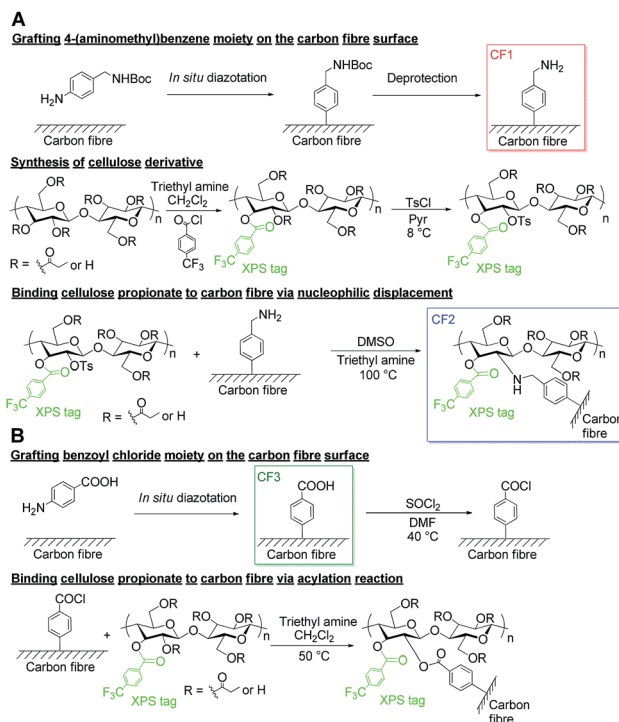 A
Grafting 4-(aminomethyl)benzene moiety on the carbon fibre surface
CF1
NHBoc
NHBoc
NH₂
In situ diazotation
Deprotection
H₂N
Carbon fibre
Carbon fibre
Carbon fibre
Synthesis of cellulose derivative
OR
RO OR
OR
RO OR
OR
RO OR
Triethyl amine
CH₂Cl₂
TsCl
Pyr
8 °C
O Cl
CF₃
n
n
n
RO OR
OR
O OR
OR
O OTs
OR
O
O
R = or H
F₃C
XPS tag
F₃C
XPS tag
Binding cellulose propionate to carbon fibre via nucleophilic displacement
CF2
OR
RO OR
n
NH₂
OR
RO OR
n
O OTs
OR
O
+
DMSO
Triethyl amine
100 °C
O HN
OR
O
F₃C
XPS tag
R = or H
Carbon fibre
F₃C
XPS tag
Carbon
fibre
B
Grafting benzoyl chloride moiety on the carbon fibre surface
CF3
COOH
COOH
COCl
H₂N
In situ diazotation
SOCl₂
DMF
40 °C
Carbon fibre
Carbon fibre
Carbon fibre
Binding cellulose propionate to carbon fibre via acylation reaction
COCl
OR
RO OR
n
Triethyl amine
CH₂Cl₂
50 °C
OR
RO OR
n
+
O OR
OR
O
O
OR
O
O
O
Carbon fibre
F₃C
XPS tag
R = or H
F₃C
XPS tag
Carbon
fibre